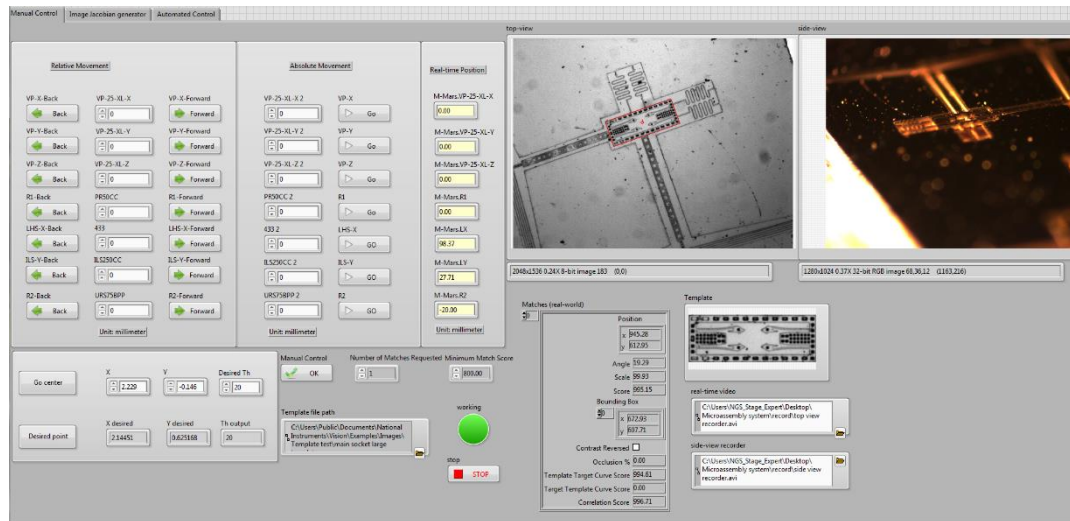 Manual Control
Image Jacobian generator
Automated Control
top-view
side-view
Relative Movement
Absolute Movement
Real-time Position
VP-X-Back
VP-25-XL-X
VP-X-Forward
VP-25-XL-X 2
VP-X
M-Mars.VP-25-XL-X
Back
0
Forward
0
Go
0.00
VP-Y-Back
VP-25-XL-Y
VP-Y-Forward
VP-25-XL-Y 2
VP-Y
M-Mars.VP-25-XL-Y
Back
0
Forward
0
Go
0.00
VP-Z-Back
VP-25-XL-Z
VP-Z-Forward
VP-25-XL-Z 2
VP-Z
M-Mars.VP-25-XL-Z
Back
0
Forward
0
Go
0.00
R1-Back
PR50CC
R1-Forward
PR50CC 2
R1
M-Mars.R1
Back
0
Forward
0
Go
0.00
LHS-X-Back
433
LHS-X-Forward
433 2
LHS-X
M-Mars.LX
Back
0
Forward
0
GO
98.37
ILS-Y-Back
ILS250CC
ILS-Y-Forward
ILS250CC 2
ILS-Y
M-Mars.LY
Back
0
Forward
0
GO
27.71
R2-Back
URS75BPP
R2-Forward
URS75BPP 2
R2
M-Mars.R2
Back
0
Forward
0
GO
-20.00
Unit: millimeter
Unit: millimeter
Unit: millimeter
2048x1536 0.24X 8-bit image 183 (0,0)
1280x1024 0.37X 32-bit RGB image 68,36,12 (1163,216)
Go center
X
2.229
Y
-0.146
Desired Th
20
Desired point
X desired
2.14451
Y desired
0.625168
Th output
20
Manual Control
OK
Number of Matches Requested
1
Minimum Match Score
800.00
Template file path
C:\Users\Public\Documents\National
Instruments\Vision\Examples\Images\
Template test\main socket large
working
stop
STOP
Matches (real-world)
0
Position
x 945.28
y 612.95
Angle 19.29
Scale 99.93
Score 995.15
Bounding Box
0
x 672.93
y 697.71
Contrast Reversed
Occlusion % 0.00
Template Target Curve Score 994.81
Target Template Curve Score 0.00
Correlation Score 996.71
Template
real-time video
C:\Users\NGS_Stage_Expert\Desktop\
Microassembly system\record\top view
recorder.avi
side-view recorder
C:\Users\NGS_Stage_Expert\Desktop\
Microassembly system\record\side view
recorder.avi